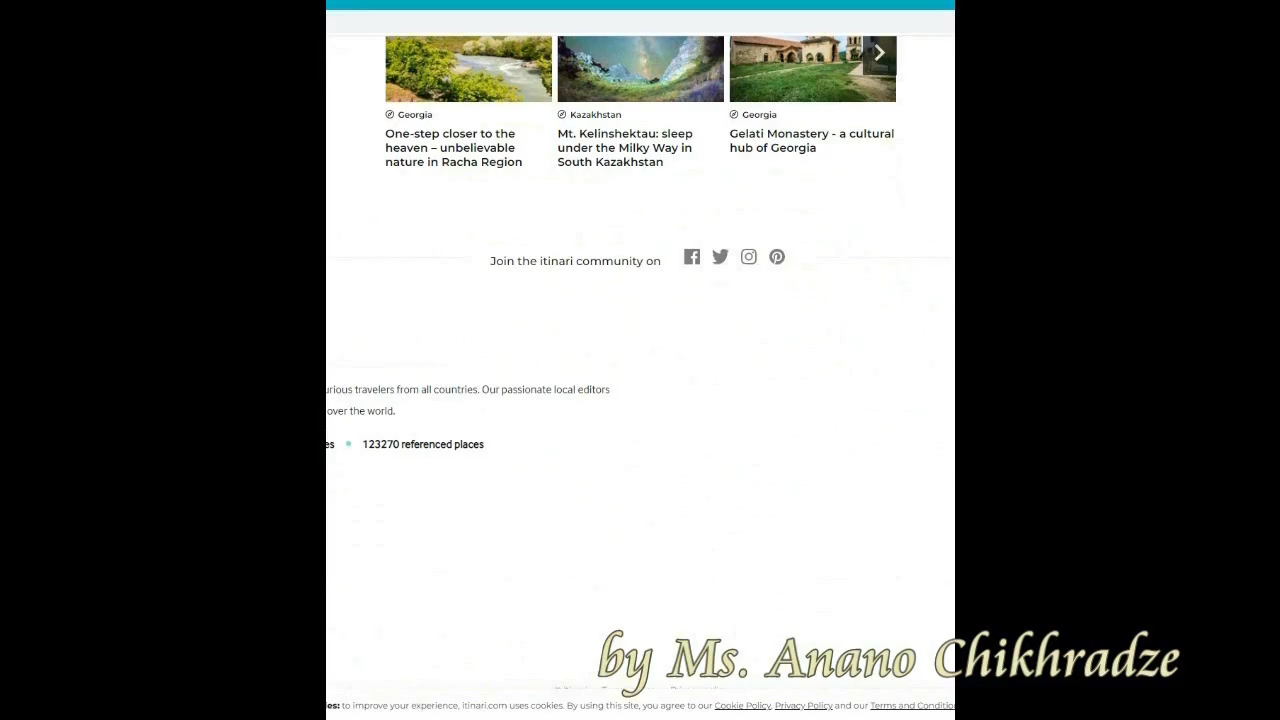 Georgia
One-step closer to the
heaven – unbelievable
nature in Racha Region
Kazakhstan
Mt. Kelinshektau: sleep
under the Milky Way in
South Kazakhstan
Georgia
Gelati Monastery - a cultural
hub of Georgia
Join the itinari community on
urious travelers from all countries. Our passionate local editors
over the world.
es • 123270 referenced places
by Ms. Anano Chikhradze
es: to improve your experience, itinari.com uses cookies. By using this site, you agree to our Cookie Policy, Privacy Policy and our Terms and Conditio